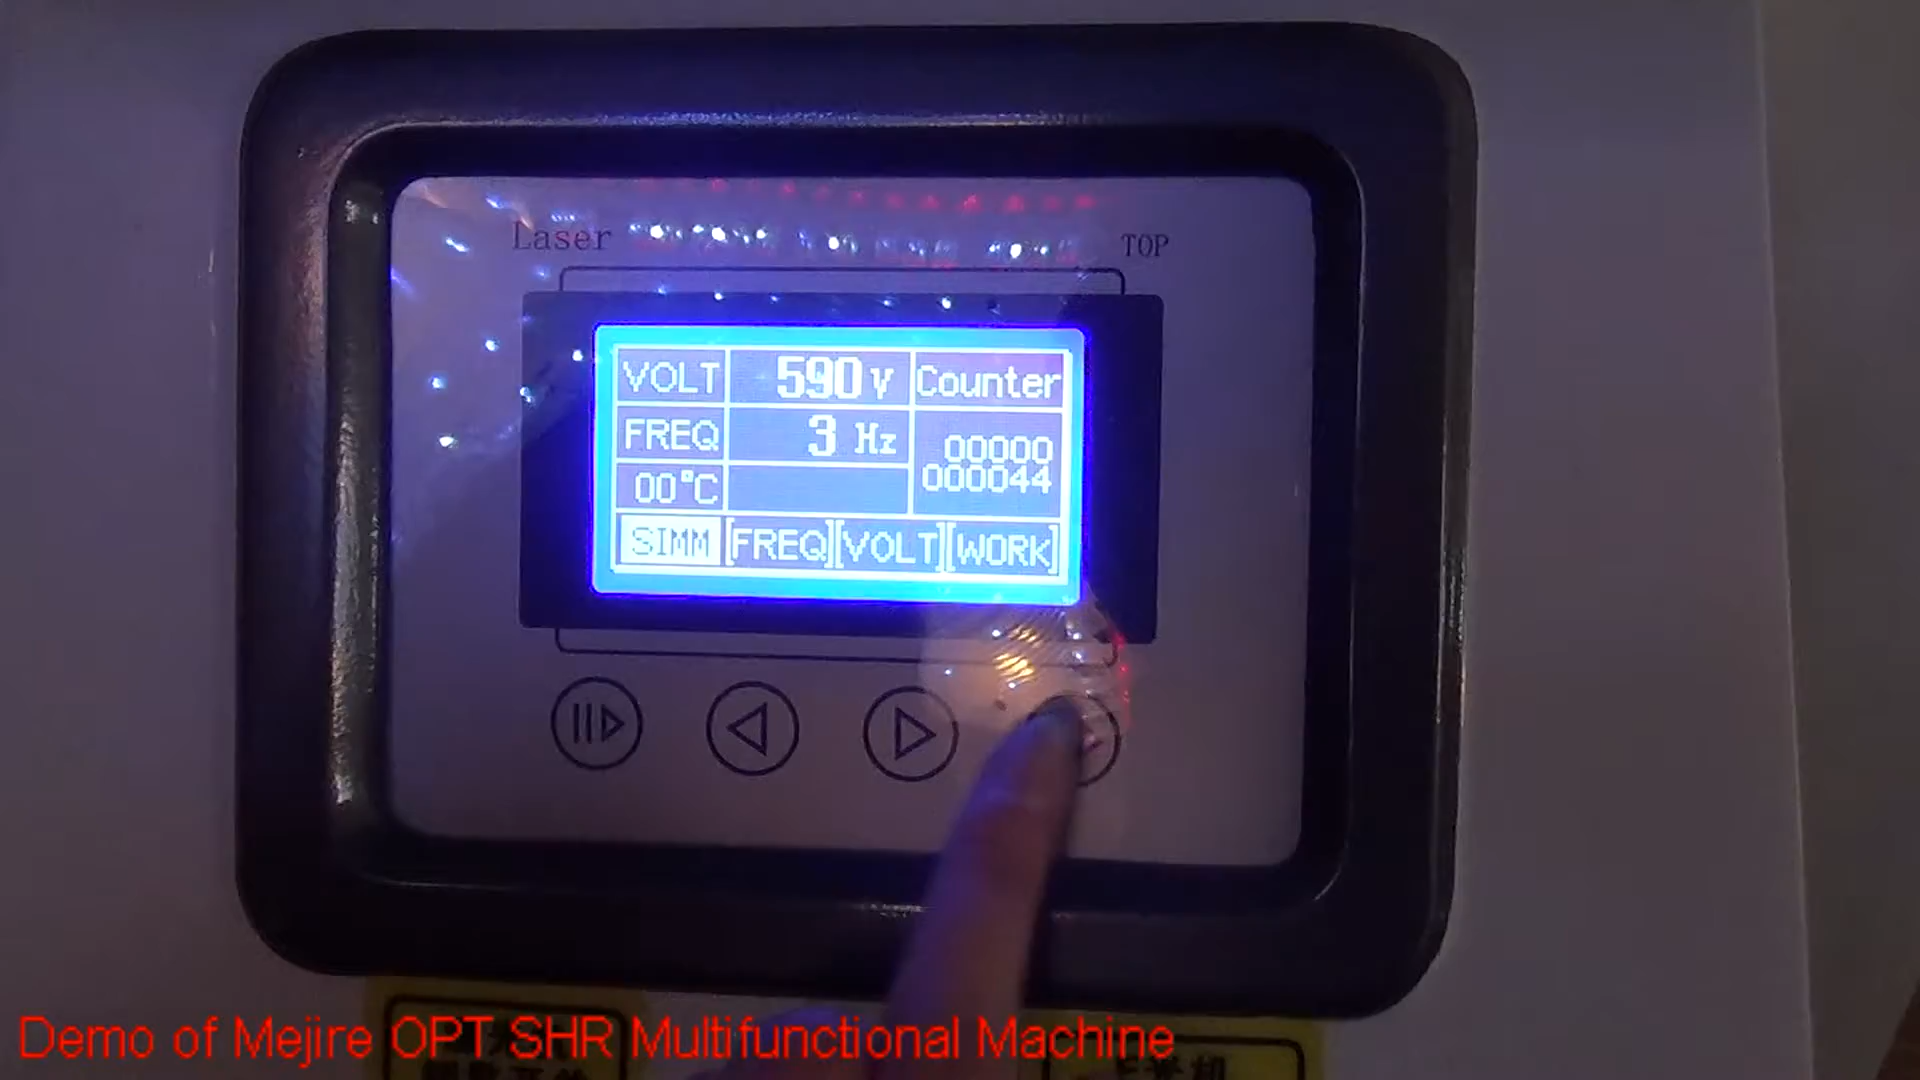 Laser TOP
VOLT 590 V Counter
FREQ 3 Hz 00000
000044
00°C
SIMM [FREQ] [VOLT] [WORK]
Demo of Mejire OPT SHR Multifunctional Machine